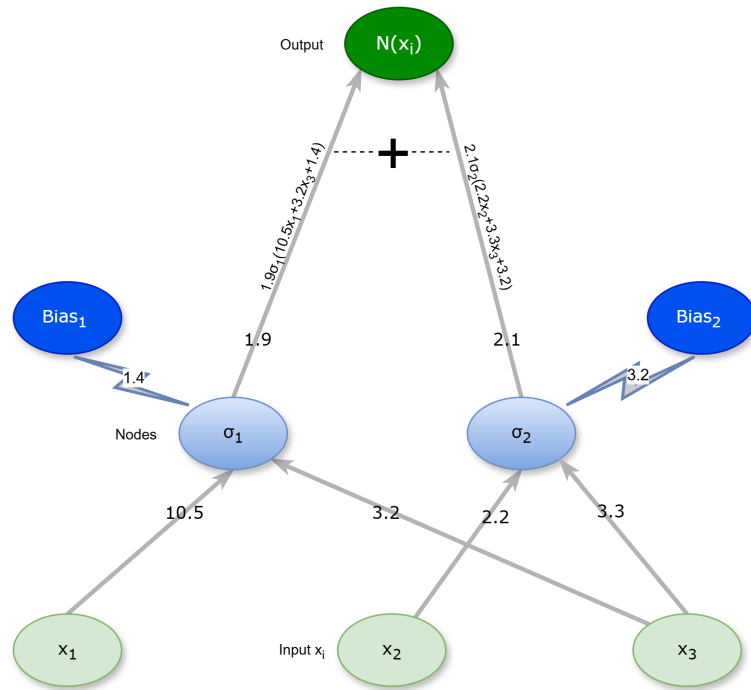 Output
N(xᵢ)
+
1.9σ₁(10.5x₁+3.2x₃+1.4)
2.1σ₂(2.2x₂+3.3x₃+3.2)
Bias₁
Bias₂
1.9
2.1
1.4
3.2
Nodes
σ₁
σ₂
10.5
3.2
2.2
3.3
x₁
Input xᵢ
x₂
x₃